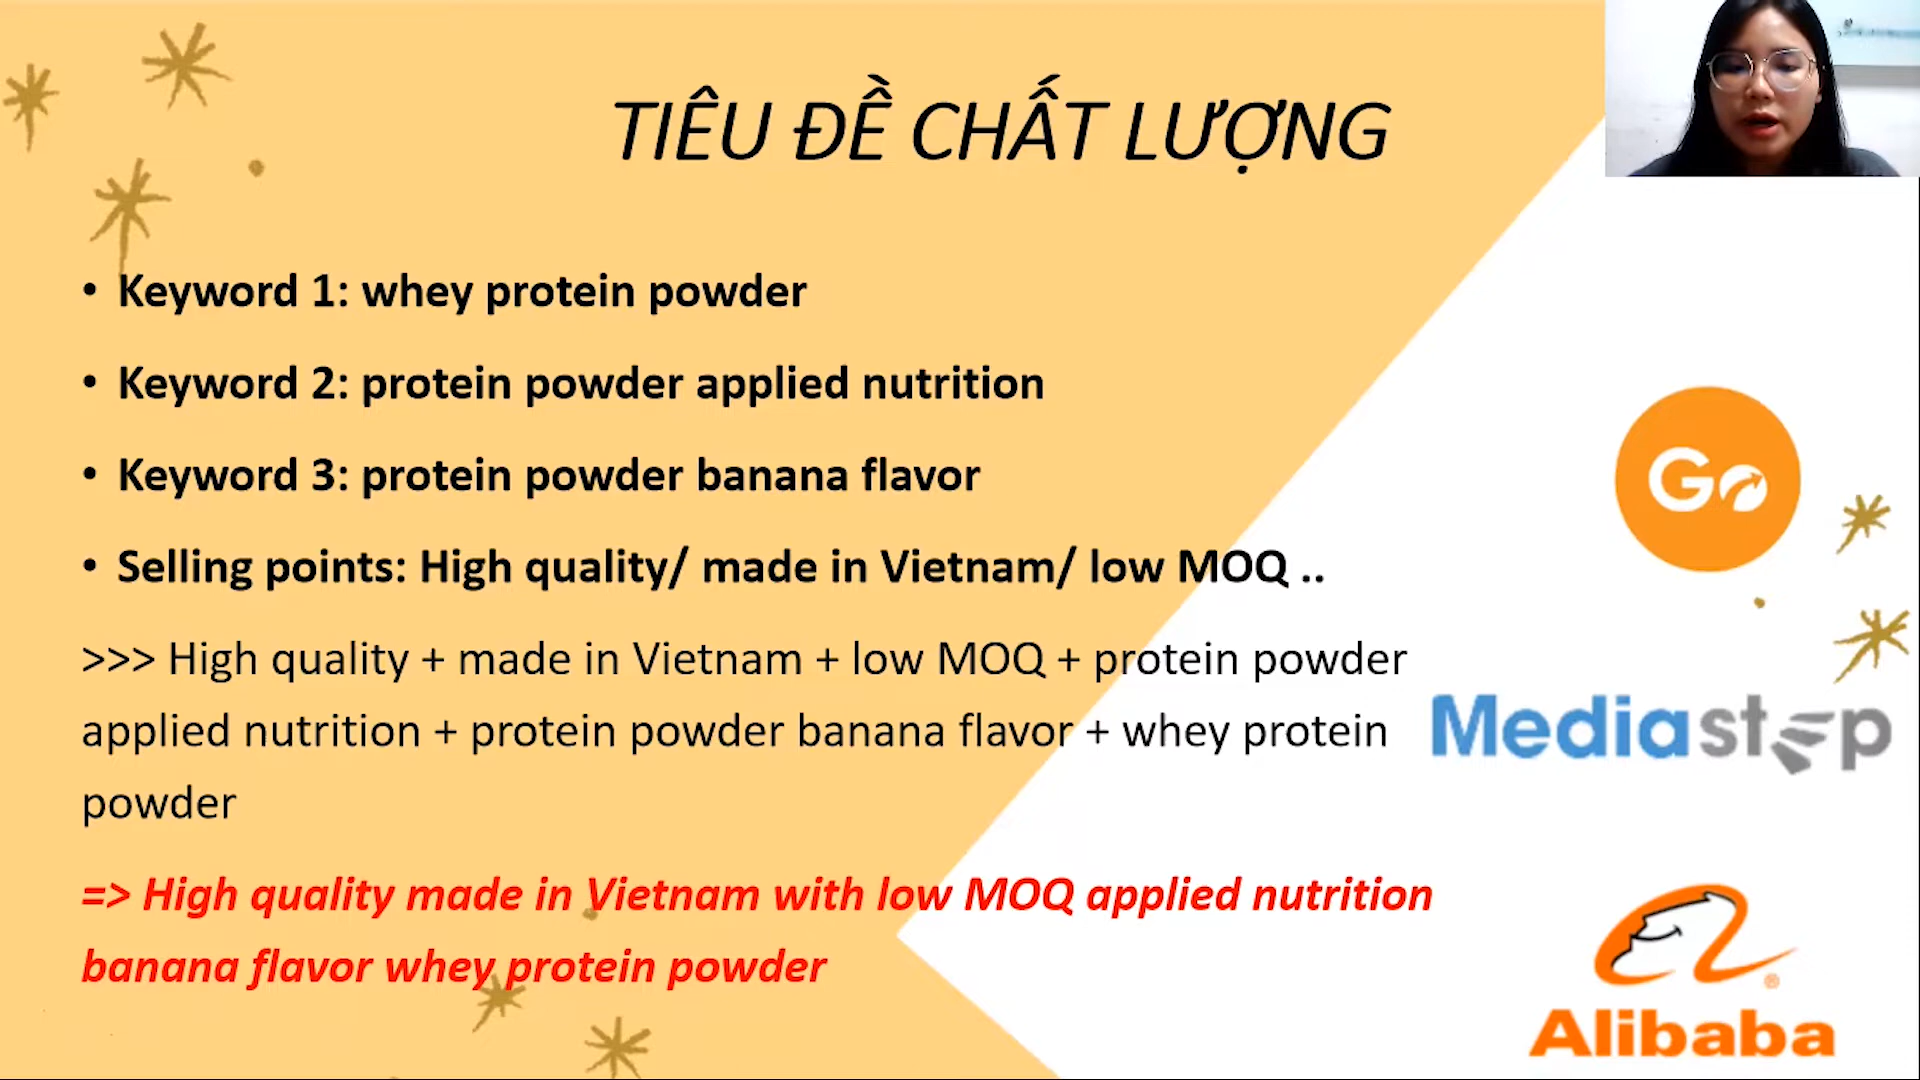 TIÊU ĐỀ CHẤT LƯỢNG
• Keyword 1: whey protein powder
• Keyword 2: protein powder applied nutrition
• Keyword 3: protein powder banana flavor
• Selling points: High quality/ made in Vietnam/ low MOQ ..
>>> High quality + made in Vietnam + low MOQ + protein powder
applied nutrition + protein powder banana flavor + whey protein
powder
=> High quality made in Vietnam with low MOQ applied nutrition
banana flavor whey protein powder
Go
Mediastep
Alibaba